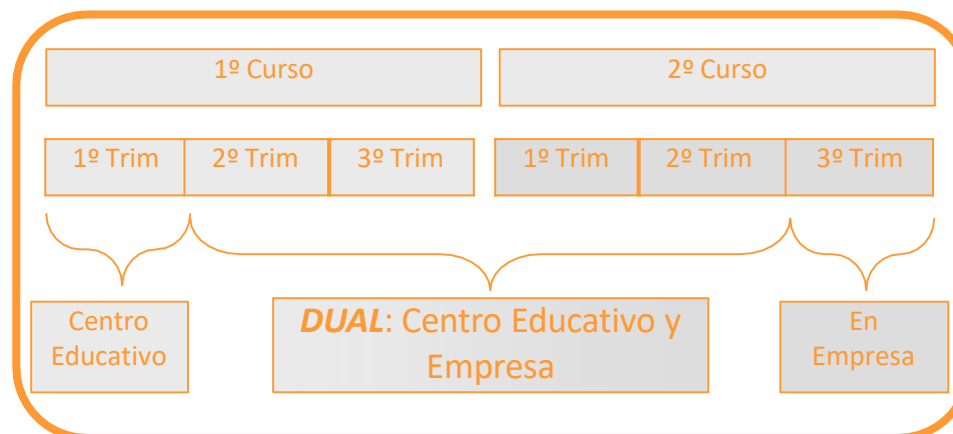 1º Curso
2º Curso
1º Trim
2º Trim
3º Trim
1º Trim
2º Trim
3º Trim
Centro
Educativo
DUAL: Centro Educativo y
Empresa
En
Empresa